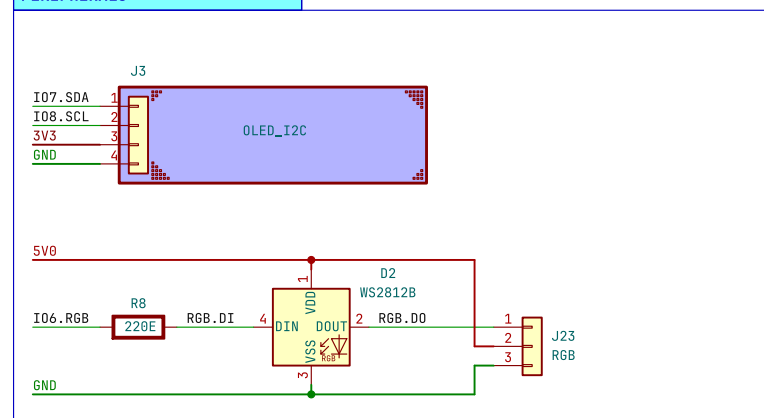 J3
IO7.SDA 1
IO8.SCL 2
3V3 3
GND 4
OLED_I2C
5V0
D2
WS2812B
1
VDD
R8
IO6.RGB 220E RGB.DI 4 DIN DOUT 2 RGB.DO 1
2
3
J23
RGB
VSS
RGB
3
GND